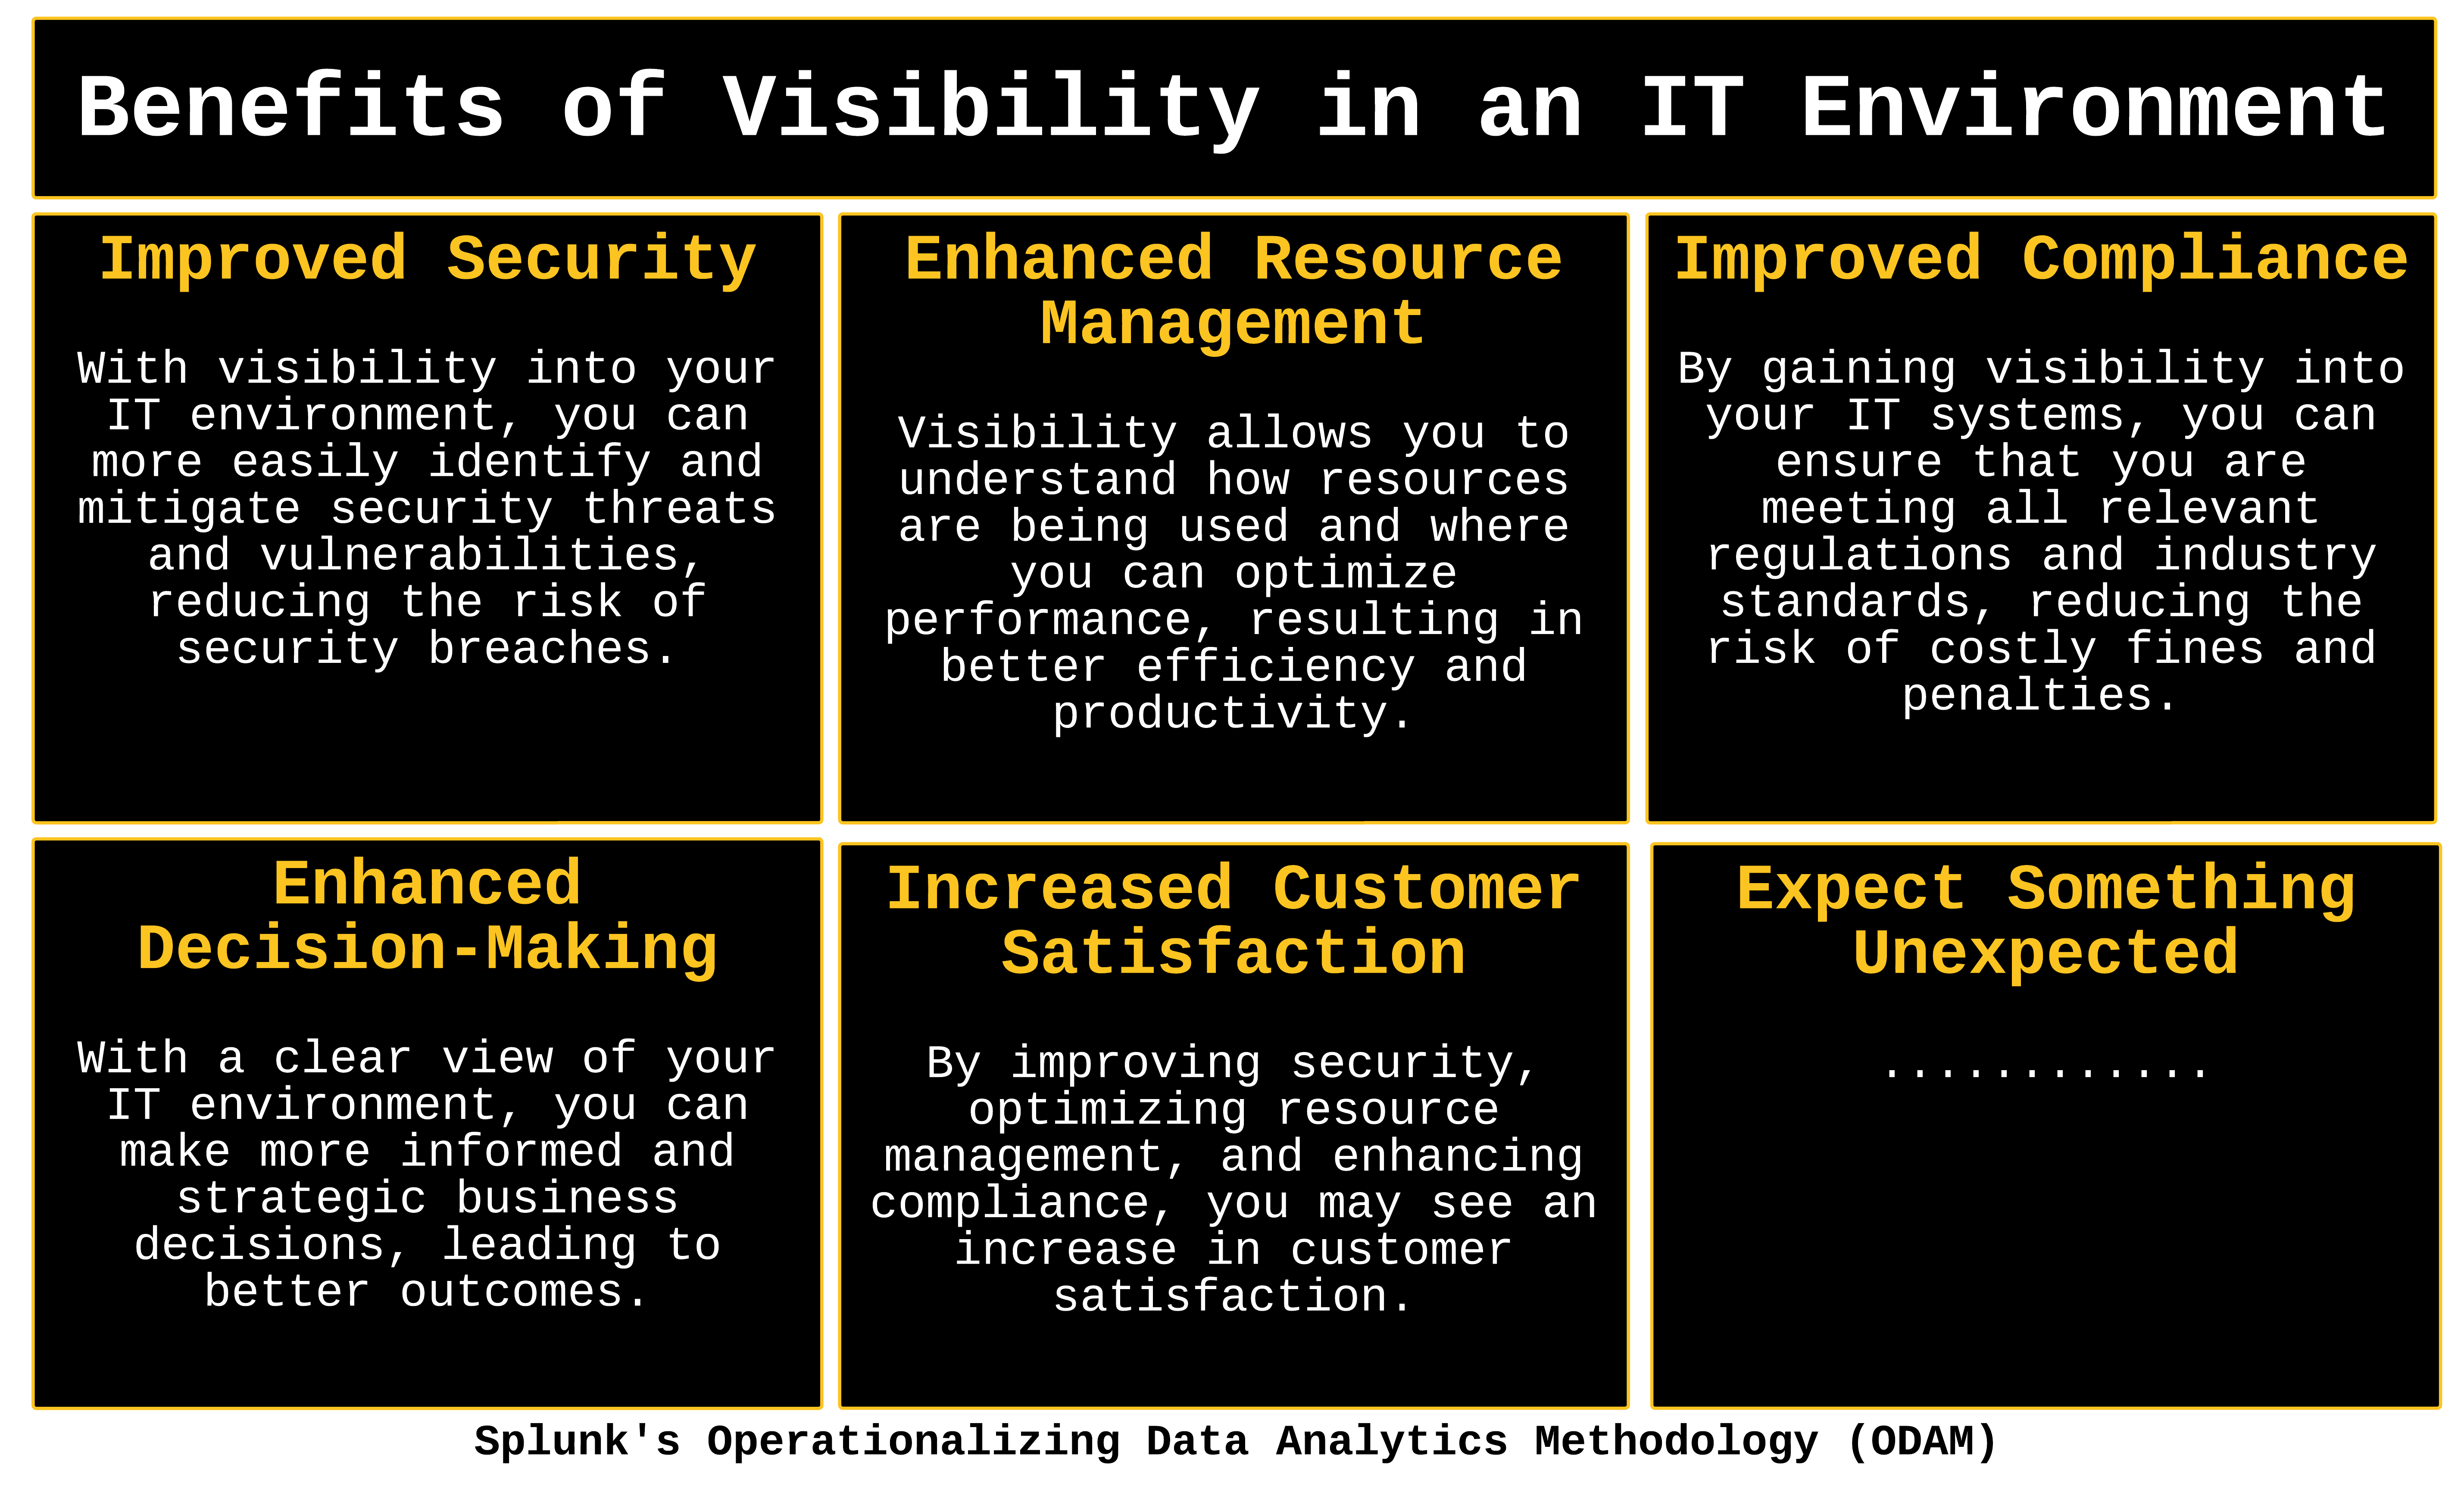 Benefits of Visibility in an IT Environment
Improved Security
With visibility into your
IT environment, you can
more easily identify and
mitigate security threats
and vulnerabilities,
reducing the risk of
security breaches.
Enhanced Resource
Management
Visibility allows you to
understand how resources
are being used and where
you can optimize
performance, resulting in
better efficiency and
productivity.
Improved Compliance
By gaining visibility into
your IT systems, you can
ensure that you are
meeting all relevant
regulations and industry
standards, reducing the
risk of costly fines and
penalties.
Enhanced
Decision-Making
With a clear view of your
IT environment, you can
make more informed and
strategic business
decisions, leading to
better outcomes.
Increased Customer
Satisfaction
By improving security,
optimizing resource
management, and enhancing
compliance, you may see an
increase in customer
satisfaction.
Expect Something
Unexpected
............
Splunk's Operationalizing Data Analytics Methodology (ODAM)